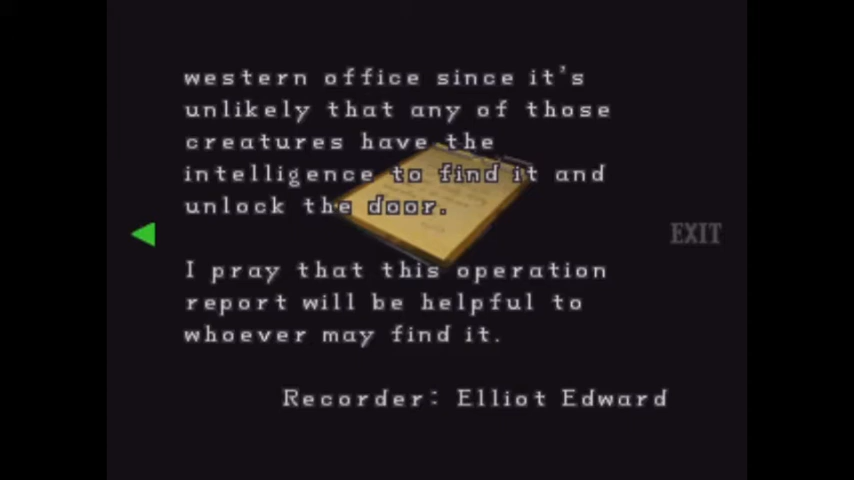 western office since it's
unlikely that any of those
creatures have the
intelligence to find it and
unlock the door.
I pray that this operation
report will be helpful to
whoever may find it.
Recorder: Elliot Edward
EXIT